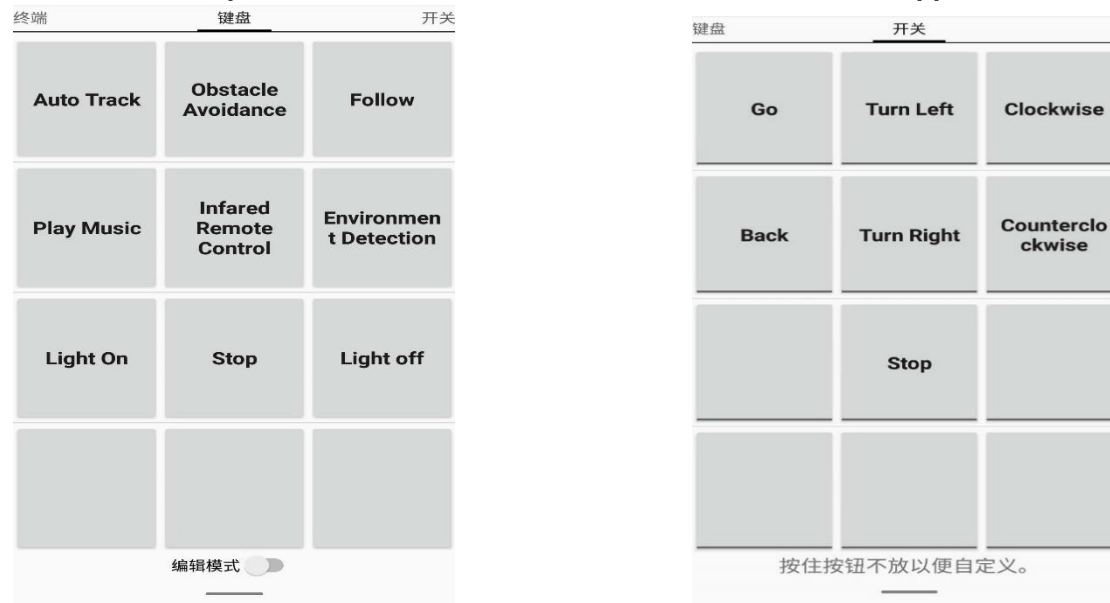 终端 键盘 开关
Auto Track
Obstacle
Avoidance
Follow
Play Music
Infared
Remote
Control
Environmen
t Detection
Light On
Stop
Light off
编辑模式
键盘 开关
Go
Turn Left
Clockwise
Back
Turn Right
Counterclo
ckwise
Stop
按住按钮不放以便自定义。